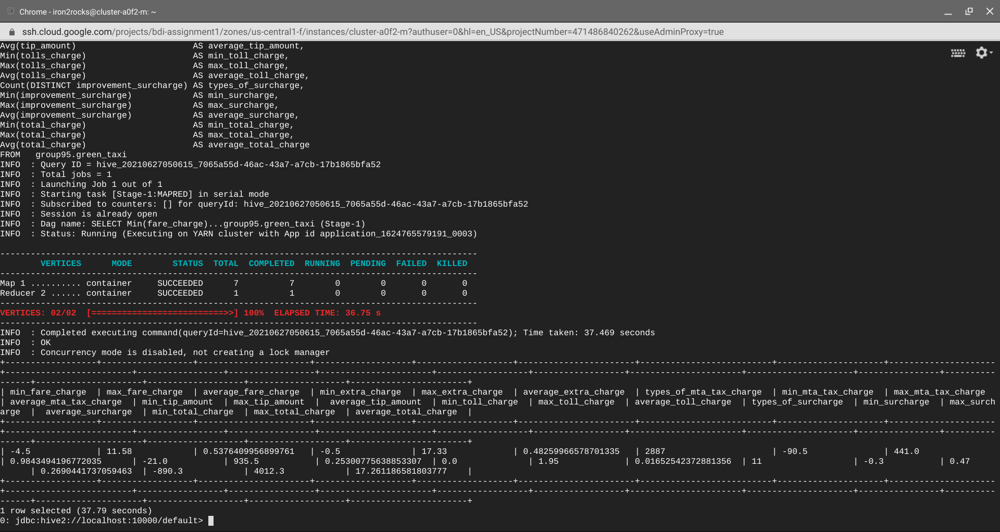 Chrome - iron2rocks@cluster-a0f2-m: ~
ssh.cloud.google.com/projects/bdi-assignment1/zones/us-central1-f/instances/cluster-a0f2-m?authuser=0&hl=en_US&projectNumber=471486840262&useAdminProxy=true
Avg(tip_amount)                       AS average_tip_amount,
Min(tolls_charge)                     AS min_toll_charge,
Max(tolls_charge)                     AS max_toll_charge,
Avg(tolls_charge)                     AS average_toll_charge,
Count(DISTINCT improvement_surcharge) AS types_of_surcharge,
Min(improvement_surcharge)            AS min_surcharge,
Max(improvement_surcharge)            AS max_surcharge,
Avg(improvement_surcharge)            AS average_surcharge,
Min(total_charge)                     AS min_total_charge,
Max(total_charge)                     AS max_total_charge,
Avg(total_charge)                     AS average_total_charge
FROM   group95.green_taxi
INFO  : Query ID = hive_20210627050615_7065a55d-46ac-43a7-a7cb-17b1865bfa52
INFO  : Total jobs = 1
INFO  : Launching Job 1 out of 1
INFO  : Starting task [Stage-1:MAPRED] in serial mode
INFO  : Subscribed to counters: [] for queryId: hive_20210627050615_7065a55d-46ac-43a7-a7cb-17b1865bfa52
INFO  : Session is already open
INFO  : Dag name: SELECT Min(fare_charge)...group95.green_taxi (Stage-1)
INFO  : Status: Running (Executing on YARN cluster with App id application_1624765579191_0003)
----------------------------------------------------------------------------------------------
        VERTICES      MODE        STATUS  TOTAL  COMPLETED  RUNNING  PENDING  FAILED  KILLED
----------------------------------------------------------------------------------------------
Map 1 .......... container     SUCCEEDED      7          7        0        0       0       0
Reducer 2 ...... container     SUCCEEDED      1          1        0        0       0       0
----------------------------------------------------------------------------------------------
VERTICES: 02/02  [==========================>>] 100%  ELAPSED TIME: 36.75 s
----------------------------------------------------------------------------------------------
INFO  : Completed executing command(queryId=hive_20210627050615_7065a55d-46ac-43a7-a7cb-17b1865bfa52); Time taken: 37.469 seconds
INFO  : OK
INFO  : Concurrency mode is disabled, not creating a lock manager
| min_fare_charge  | max_fare_charge  | average_fare_charge  | min_extra_charge  | max_extra_charge  | average_extra_charge  | types_of_mta_tax_charge  | min_mta_tax_charge  | max_mta_tax_charge
| average_mta_tax_charge  | min_tip_amount  | max_tip_amount  |  average_tip_amount  | min_toll_charge  | max_toll_charge  | average_toll_charge  | types_of_surcharge  | min_surcharge  | max_surch
arge  |  average_surcharge  | min_total_charge  | max_total_charge  | average_total_charge  |
| -4.5             | 11.58            | 0.5376409956899761   | -0.5              | 17.33             | 0.48259966578701335   | 2887                     | -90.5               | 441.0
| 0.9843494196772035      | -21.0           | 935.5           | 0.25300775638853307  | 0.0              | 1.95             | 0.01652542372881356  | 11                  | -0.3           | 0.47
      | 0.2690441737059463  | -890.3            | 4012.3            | 17.261186581803777    |
1 row selected (37.79 seconds)
0: jdbc:hive2://localhost:10000/default>